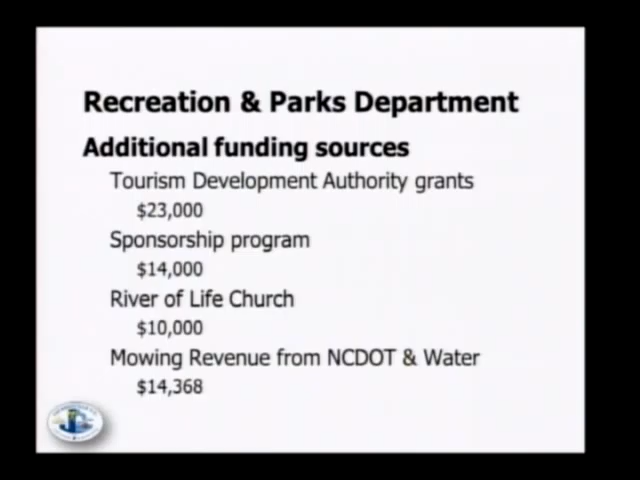 Recreation & Parks Department
Additional funding sources
Tourism Development Authority grants
$23,000
Sponsorship program
$14,000
River of Life Church
$10,000
Mowing Revenue from NCDOT & Water
$14,368